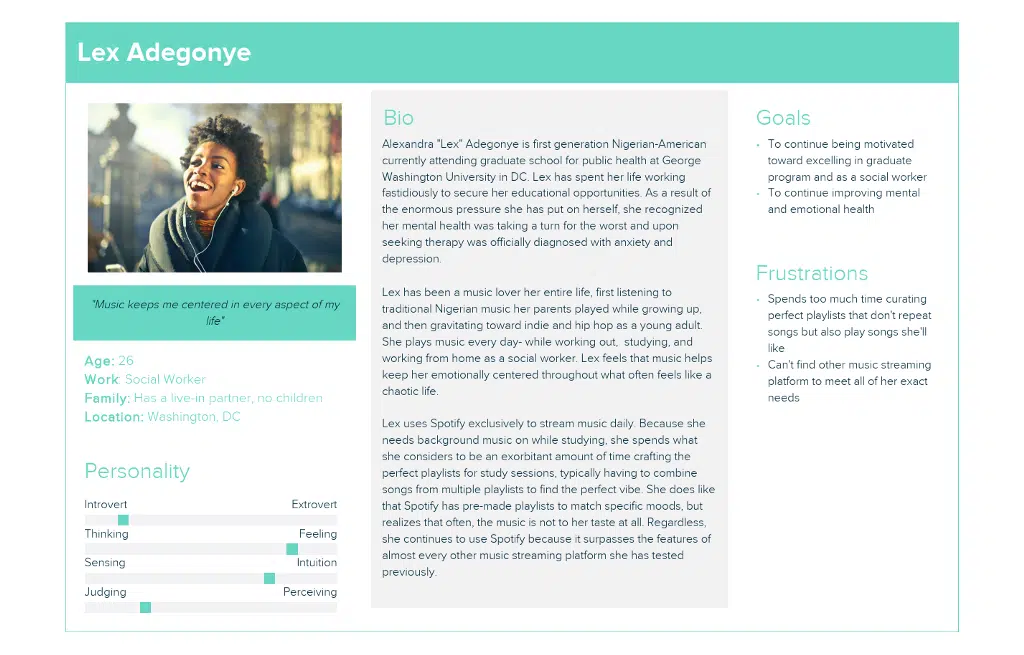 Lex Adegonye
"Music keeps me centered in every aspect of my
life"
Age: 26
Work: Social Worker
Family: Has a live-in partner, no children
Location: Washington, DC
Personality
Introvert Extrovert
Thinking Feeling
Sensing Intuition
Judging Perceiving
Bio
Alexandra "Lex" Adegonye is first generation Nigerian-American
currently attending graduate school for public health at George
Washington University in DC. Lex has spent her life working
fastidiously to secure her educational opportunities. As a result of
the enormous pressure she has put on herself, she recognized
her mental health was taking a turn for the worst and upon
seeking therapy was officially diagnosed with anxiety and
depression.
Lex has been a music lover her entire life, first listening to
traditional Nigerian music her parents played while growing up,
and then gravitating toward indie and hip hop as a young adult.
She plays music every day- while working out, studying, and
working from home as a social worker. Lex feels that music helps
keep her emotionally centered throughout what often feels like a
chaotic life.
Lex uses Spotify exclusively to stream music daily. Because she
needs background music on while studying, she spends what
she considers to be an exorbitant amount of time crafting the
perfect playlists for study sessions, typically having to combine
songs from multiple playlists to find the perfect vibe. She does like
that Spotify has pre-made playlists to match specific moods, but
realizes that often, the music is not to her taste at all. Regardless,
she continues to use Spotify because it surpasses the features of
almost every other music streaming platform she has tested
previously.
Goals
• To continue being motivated
toward excelling in graduate
program and as a social worker
• To continue improving mental
and emotional health
Frustrations
• Spends too much time curating
perfect playlists that don't repeat
songs but also play songs she'll
like
• Can't find other music streaming
platform to meet all of her exact
needs